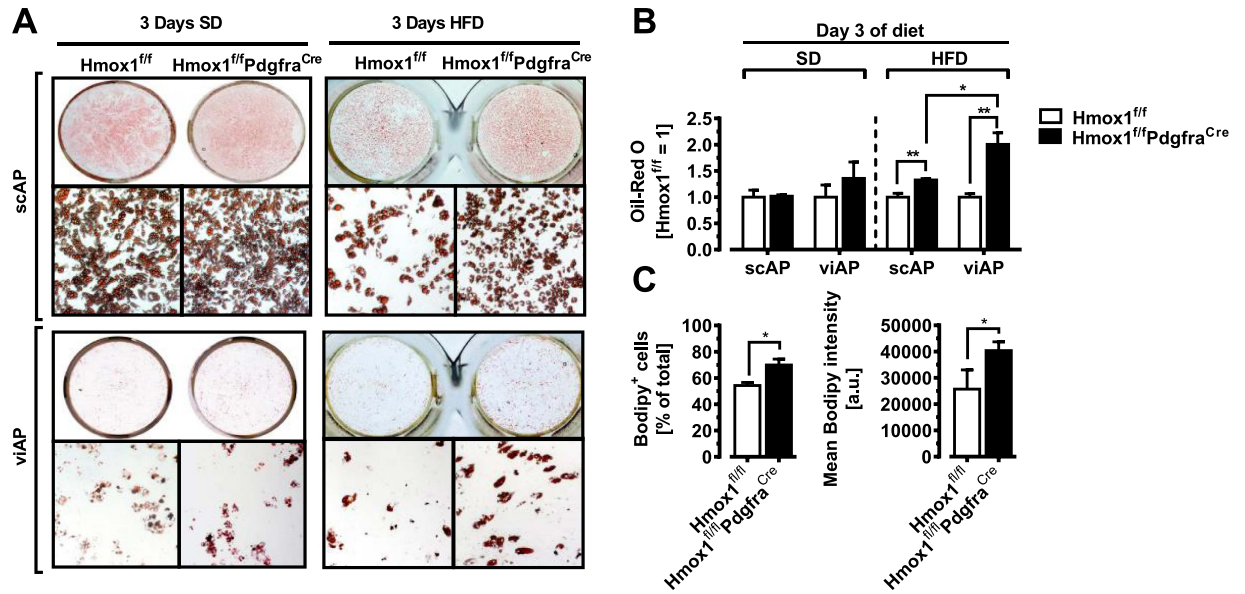 A
3 Days SD
3 Days HFD
Hmox1f/f
Hmox1f/fPdgfraCre
Hmox1f/f
Hmox1f/fPdgfraCre
scAP
viAP
B
Day 3 of diet
SD
HFD
*
**
**
Oil-Red O
[Hmox1f/f = 1]
2.5
2.0
1.5
1.0
0.5
0.0
scAP
viAP
scAP
viAP
Hmox1f/f
Hmox1f/fPdgfraCre
C
Bodipy+ cells
[% of total]
100
80
60
40
20
0
*
Hmox1fl/fl
Hmox1fl/flPdgfraCre
Mean Bodipy intensity
[a.u.]
50000
40000
30000
20000
10000
0
*
Hmox1fl/fl
Hmox1fl/flPdgfraCre